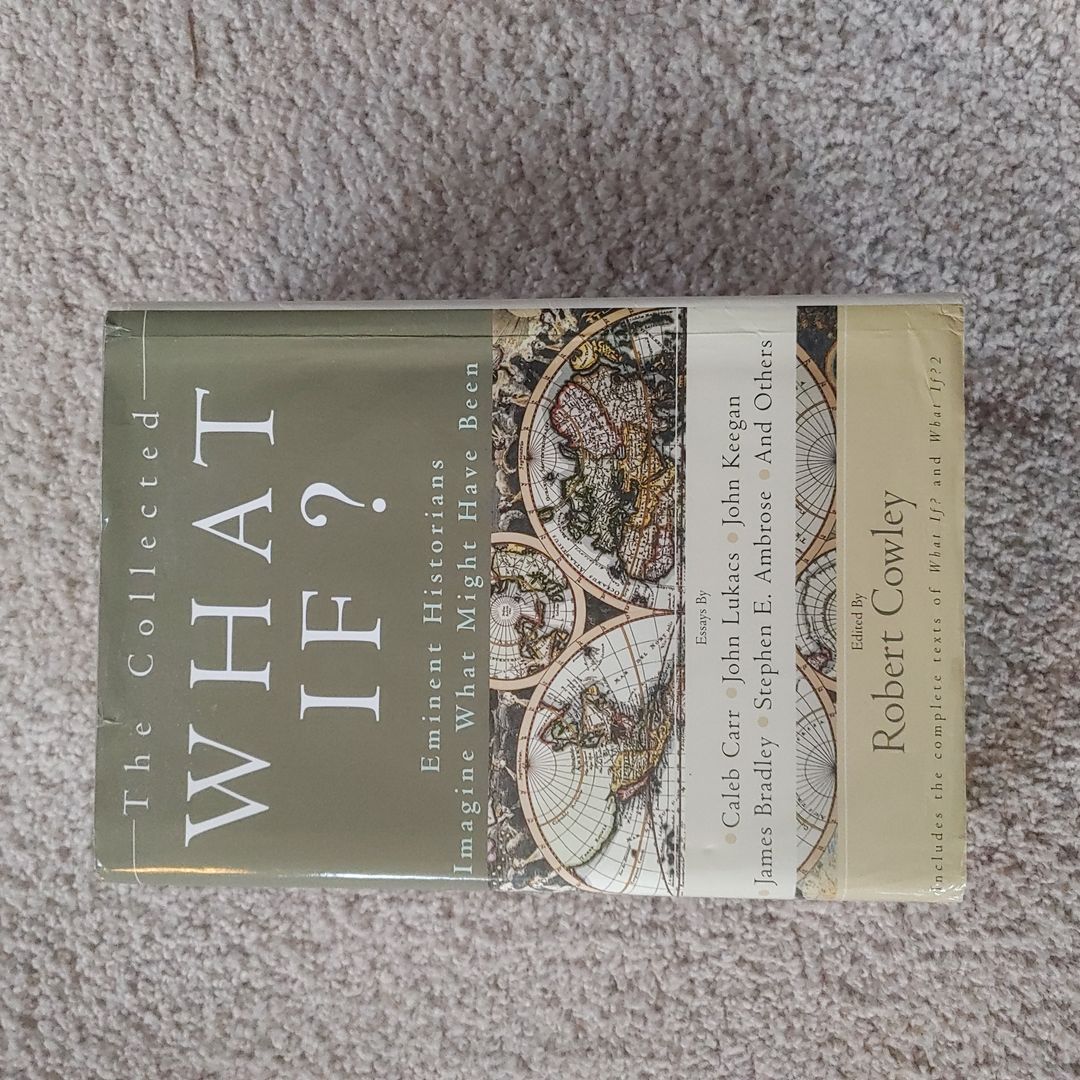 The Collected
WHAT
IF?
Eminent Historians
Imagine What Might Have Been
Essays By
• Caleb Carr • John Lukacs • John Keegan
• James Bradley • Stephen E. Ambrose • And Others
Edited By
Robert Cowley
Includes the complete texts of What If? and What If? 2